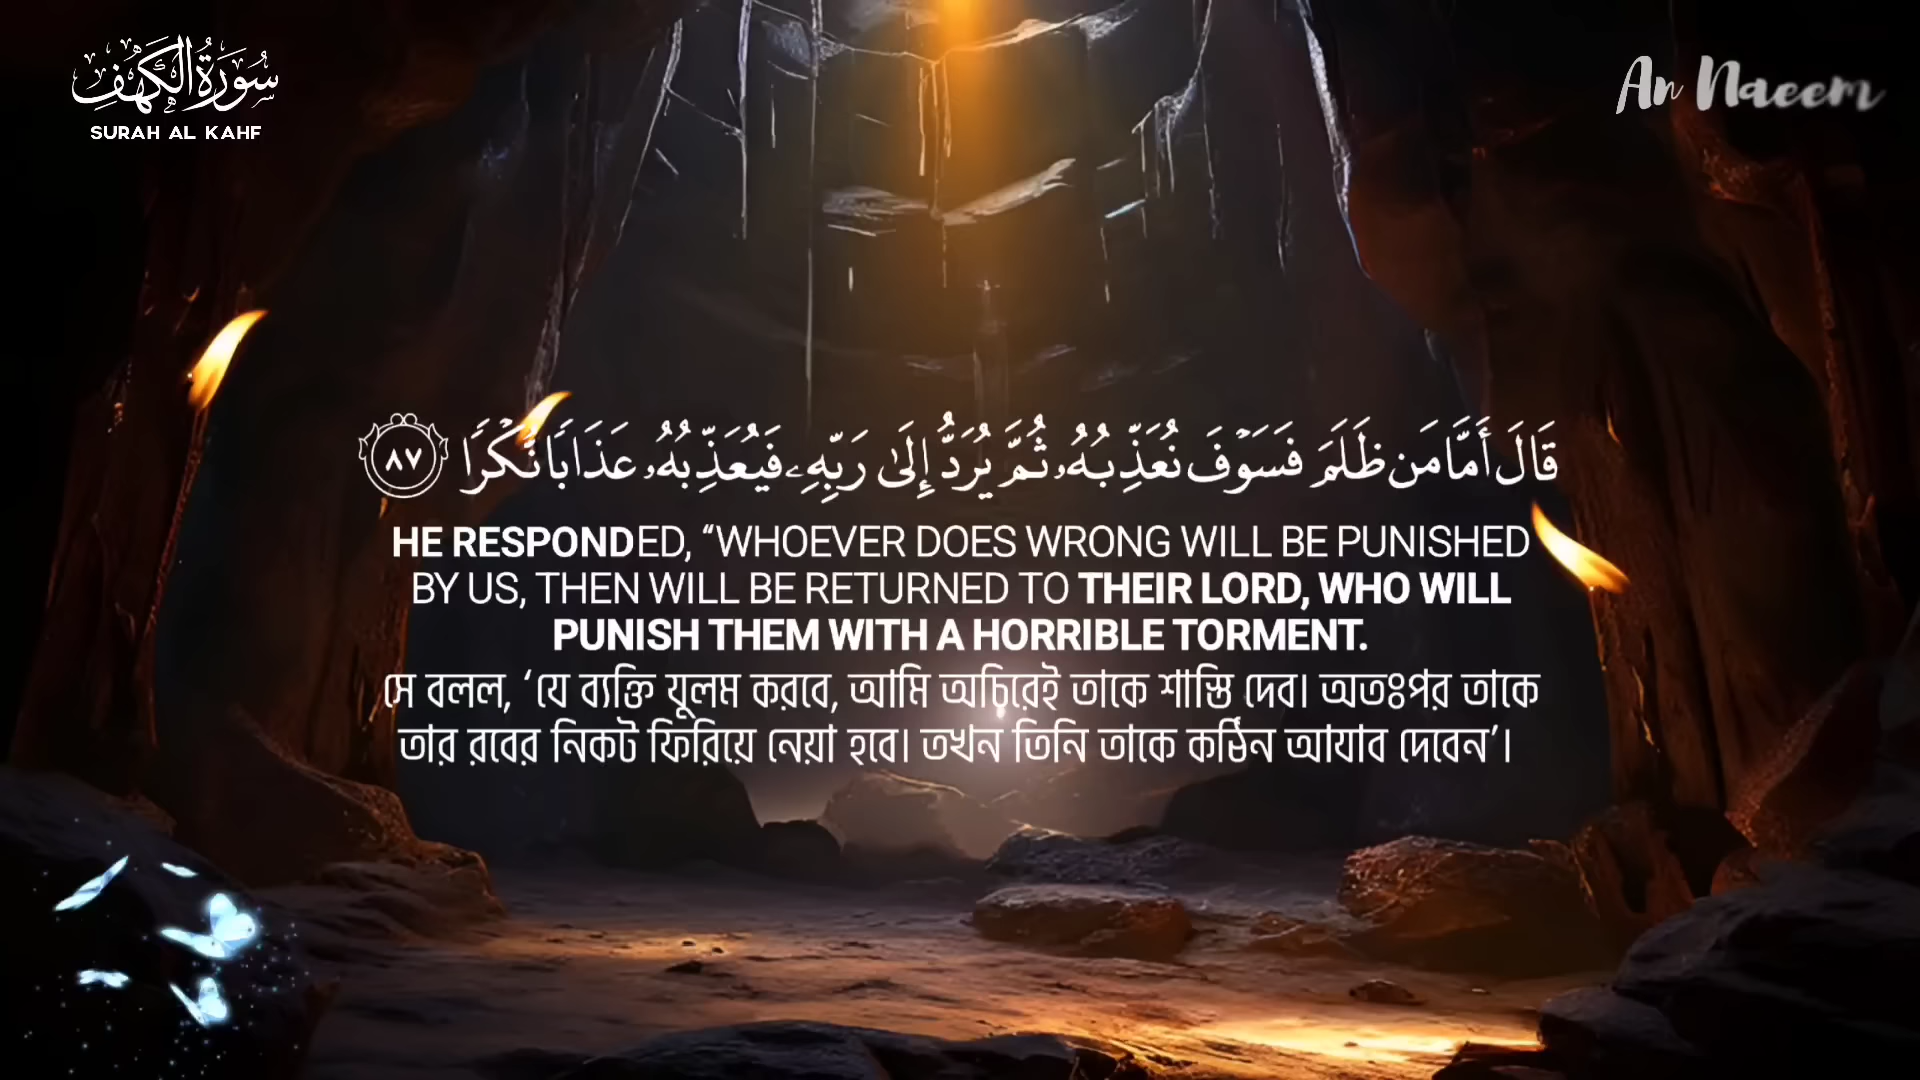 سُورَةُ الكَهْفِ
SURAH AL KAHF
An Naeem
قَالَ أَمَّا مَن ظَلَمَ فَسَوْفَ نُعَذِّبُهُۥ ثُمَّ يُرَدُّ إِلَىٰ رَبِّهِۦ فَيُعَذِّبُهُۥ عَذَابًا نُّكْرًا ٨٧
HE RESPONDED, “WHOEVER DOES WRONG WILL BE PUNISHED
BY US, THEN WILL BE RETURNED TO THEIR LORD, WHO WILL
PUNISH THEM WITH A HORRIBLE TORMENT.
সে বলল, ‘যে ব্যক্তি যুলম করবে, আমি অচিরেই তাকে শাস্তি দেব। অতঃপর তাকে
তার রবের নিকট ফিরিয়ে নেয়া হবে। তখন তিনি তাকে কঠিন আযাব দেবেন’।